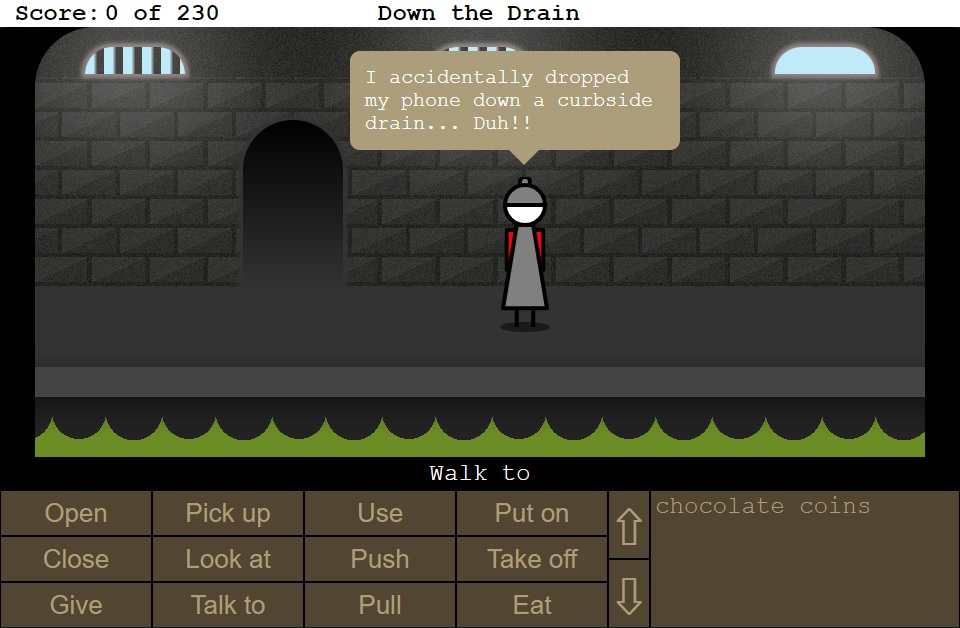 Score: 0 of 230 Down the Drain
I accidentally dropped
my phone down a curbside
drain... Duh!!
Walk to
Open Pick up Use Put on
Close Look at Push Take off
Give Talk to Pull Eat
chocolate coins